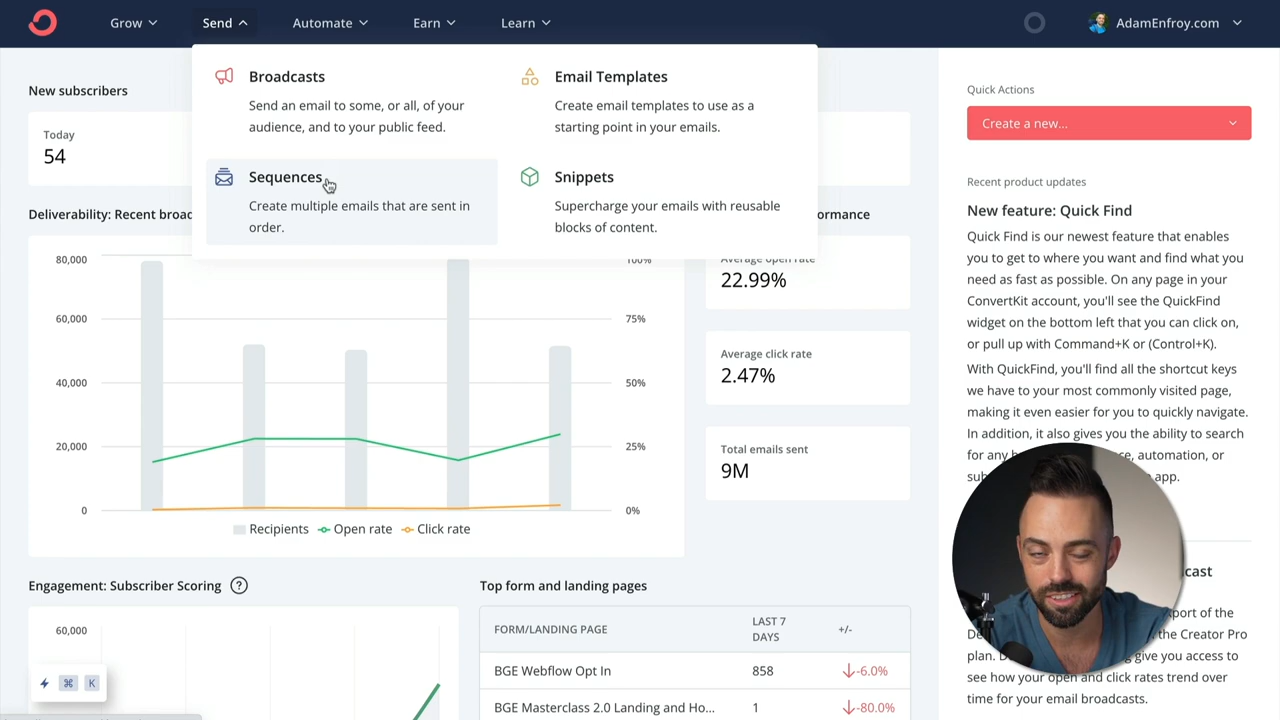 Grow
Send
Automate
Earn
Learn
AdamEnfroy.com
Broadcasts
Send an email to some, or all, of your
audience, and to your public feed.
Email Templates
Create email templates to use as a
starting point in your emails.
Sequences
Create multiple emails that are sent in
order.
Snippets
Supercharge your emails with reusable
blocks of content.
New subscribers
Today
54
Deliverability: Recent broad
ormance
80,000
60,000
40,000
20,000
0
100%
75%
50%
25%
0%
Recipients
Open rate
Click rate
Average open rate
22.99%
Average click rate
2.47%
Total emails sent
9M
Engagement: Subscriber Scoring ?
60,000
⌘ K
Top form and landing pages
FORM/LANDING PAGE
LAST 7
DAYS
+/-
BGE Webflow Opt In
858
-6.0%
BGE Masterclass 2.0 Landing and Ho...
1
-80.0%
Quick Actions
Create a new...
Recent product updates
New feature: Quick Find
Quick Find is our newest feature that enables
you to get to where you want and find what you
need as fast as possible. On any page in your
ConvertKit account, you'll see the QuickFind
widget on the bottom left that you can click on,
or pull up with Command+K or (Control+K).
With QuickFind, you'll find all the shortcut keys
we have to your most commonly visited page,
making it even easier for you to quickly navigate.
In addition, it also gives you the ability to search
for any ce, automation, or
app.
cast
port of the
the Creator Pro
plan. give you access to
see how your open and click rates trend over
time for your email broadcasts.